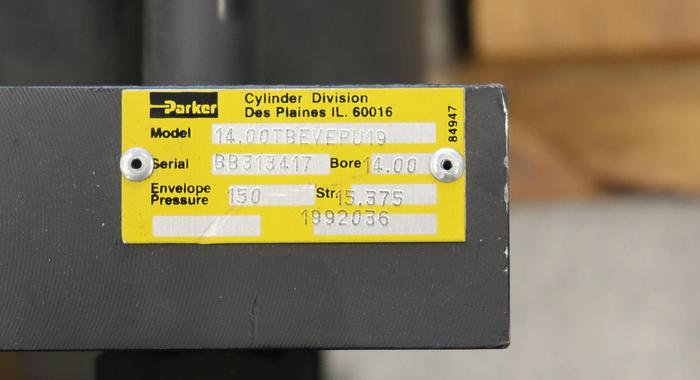 Parker Cylinder Division
Des Plaines IL. 60016
84947
Model 14.00TBEVEPU19
Serial BB313417 Bore 14.00
Envelope Pressure 150 Str. 15.375
1992036